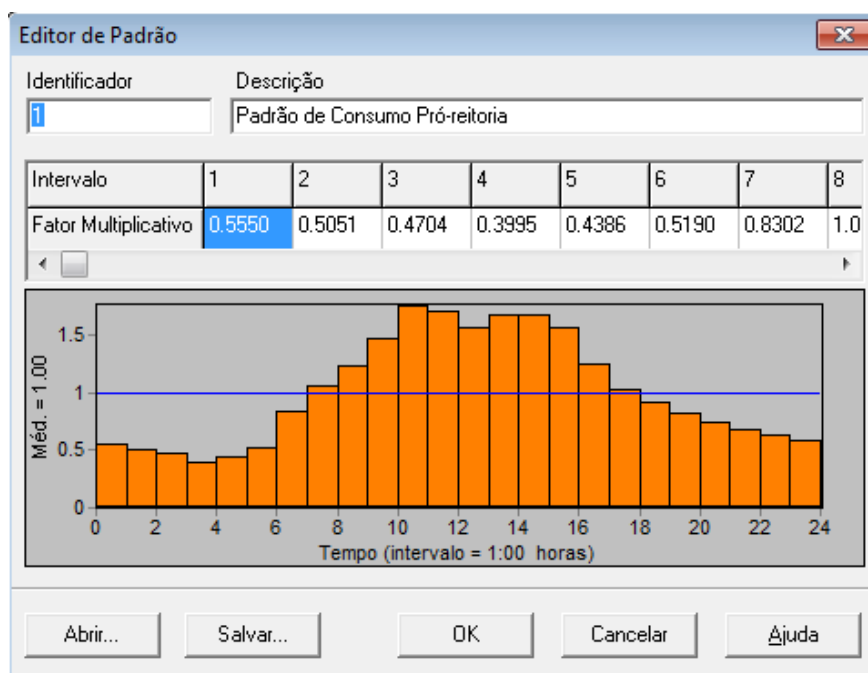 Editor de Padrão
Identificador Descrição
1 Padrão de Consumo Pró-reitoria
Intervalo 1 2 3 4 5 6 7 8
Fator Multiplicativo 0.5550 0.5051 0.4704 0.3995 0.4386 0.5190 0.8302 1.0
Méd. = 1.00
1.5
1
0.5
0
0 2 4 6 8 10 12 14 16 18 20 22 24
Tempo (intervalo = 1:00 horas)
Abrir... Salvar... OK Cancelar Ajuda